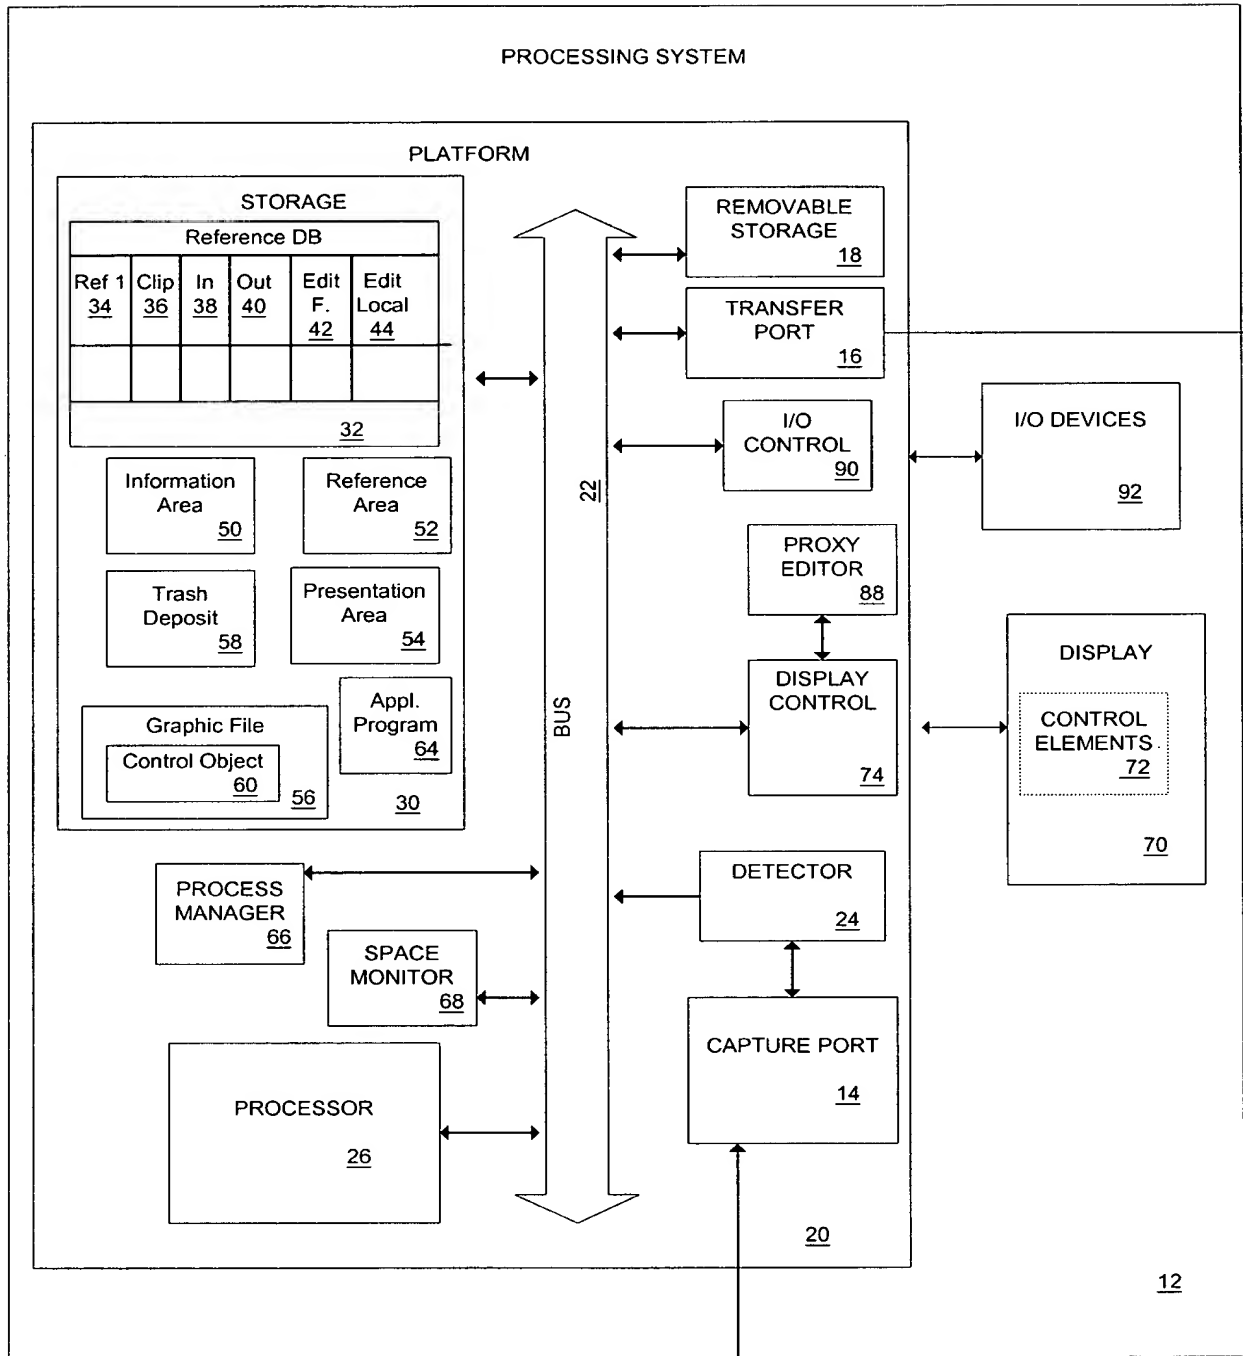 PROCESSING SYSTEM
PLATFORM
STORAGE
Reference DB
Ref 1 Clip In Out Edit Edit
34 36 38 40 F. Local
42 44
32
Information
Area
50
Reference
Area
52
Trash
Deposit
58
Presentation
Area
54
Graphic File
Control Object
60
56
Appl.
Program
64
30
PROCESS
MANAGER
66
SPACE
MONITOR
68
PROCESSOR
26
BUS
22
REMOVABLE
STORAGE
18
TRANSFER
PORT
16
I/O
CONTROL
90
PROXY
EDITOR
88
DISPLAY
CONTROL
74
DETECTOR
24
CAPTURE PORT
14
20
I/O DEVICES
92
DISPLAY
CONTROL
ELEMENTS
72
70
12